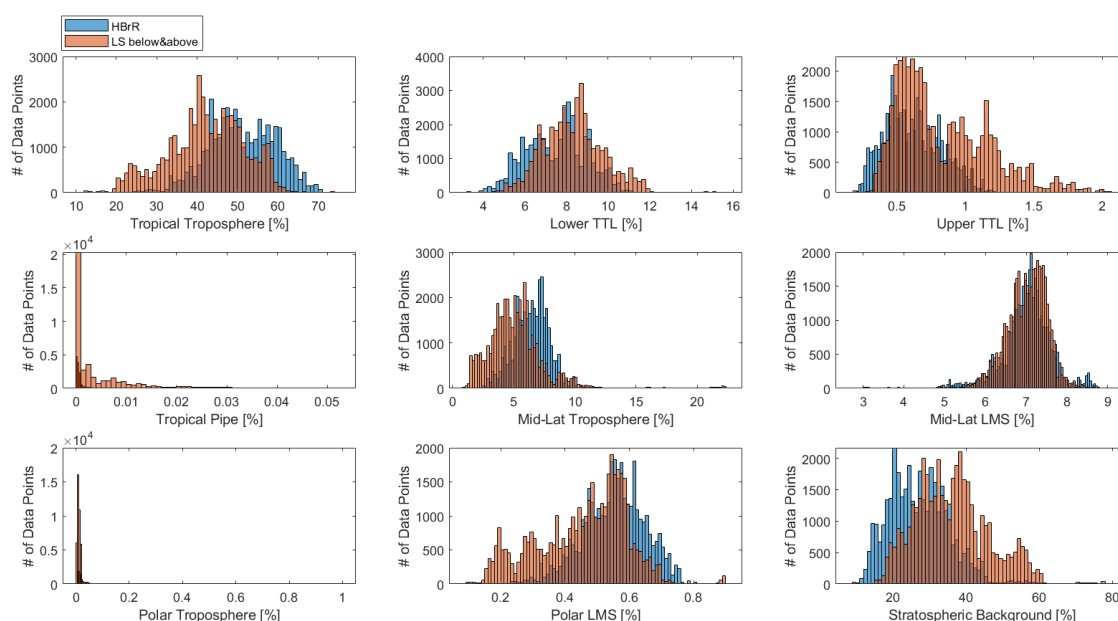 HBrR
LS below&above
3000
2000
1000
0
# of Data Points
10 20 30 40 50 60 70
Tropical Troposphere [%]
4000
3000
2000
1000
0
# of Data Points
4 6 8 10 12 14 16
Lower TTL [%]
2000
1500
1000
500
0
# of Data Points
0.5 1 1.5 2
Upper TTL [%]
×10^4
2
1.5
1
0.5
0
# of Data Points
0 0.01 0.02 0.03 0.04 0.05
Tropical Pipe [%]
3000
2000
1000
0
# of Data Points
0 5 10 15 20
Mid-Lat Troposphere [%]
2000
1500
1000
500
0
# of Data Points
3 4 5 6 7 8 9
Mid-Lat LMS [%]
×10^4
2
1.5
1
0.5
0
# of Data Points
0 0.2 0.4 0.6 0.8 1
Polar Troposphere [%]
2000
1500
1000
500
0
# of Data Points
0.2 0.4 0.6 0.8
Polar LMS [%]
2000
1500
1000
500
0
# of Data Points
20 40 60 80
Stratospheric Background [%]